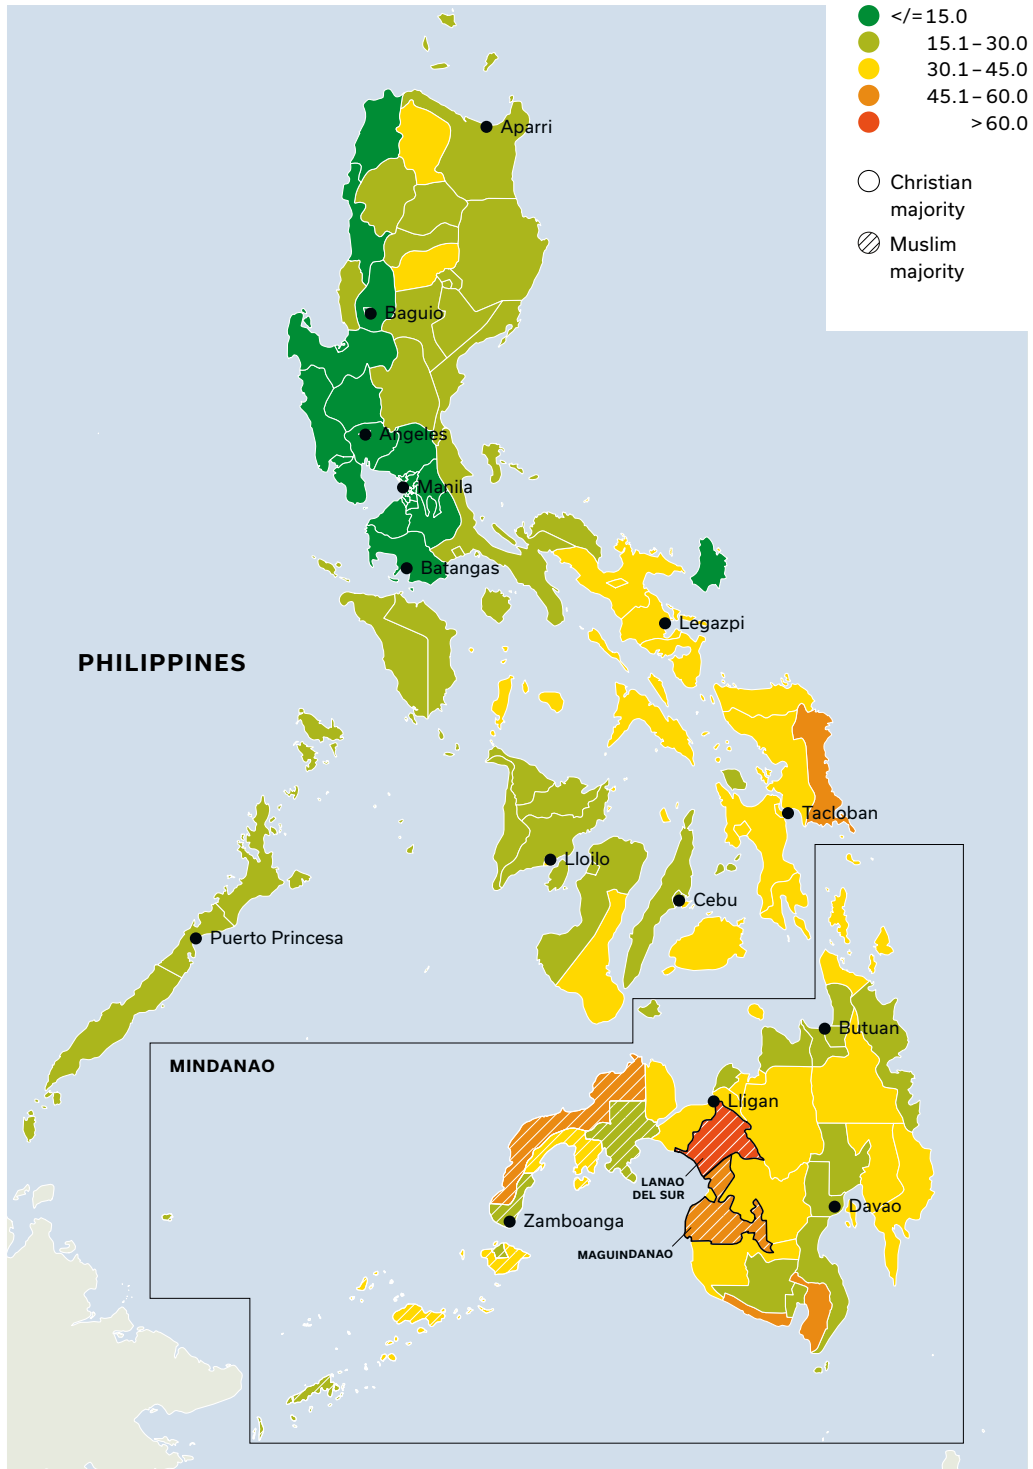 </=15.0
15.1–30.0
30.1–45.0
45.1–60.0
>60.0
Christian
majority
Muslim
majority
Aparri
Baguio
Angeles
Manila
Batangas
Legazpi
PHILIPPINES
Tacloban
Lloilo
Cebu
Puerto Princesa
Butuan
MINDANAO
Lligan
LANAO
DEL SUR
Davao
Zamboanga
MAGUINDANAO